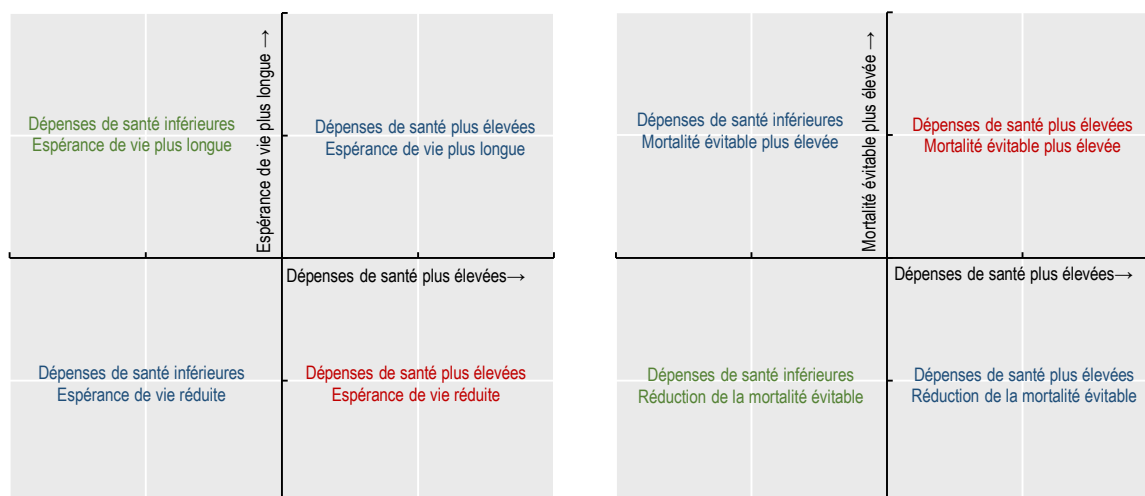 Espérance de vie plus longue →
Dépenses de santé inférieures
Espérance de vie plus longue
Dépenses de santé plus élevées
Espérance de vie plus longue
Dépenses de santé plus élevées→
Dépenses de santé inférieures
Espérance de vie réduite
Dépenses de santé plus élevées
Espérance de vie réduite
Mortalité évitable plus élevée →
Dépenses de santé inférieures
Mortalité évitable plus élevée
Dépenses de santé plus élevées
Mortalité évitable plus élevée
Dépenses de santé plus élevées→
Dépenses de santé inférieures
Réduction de la mortalité évitable
Dépenses de santé plus élevées
Réduction de la mortalité évitable